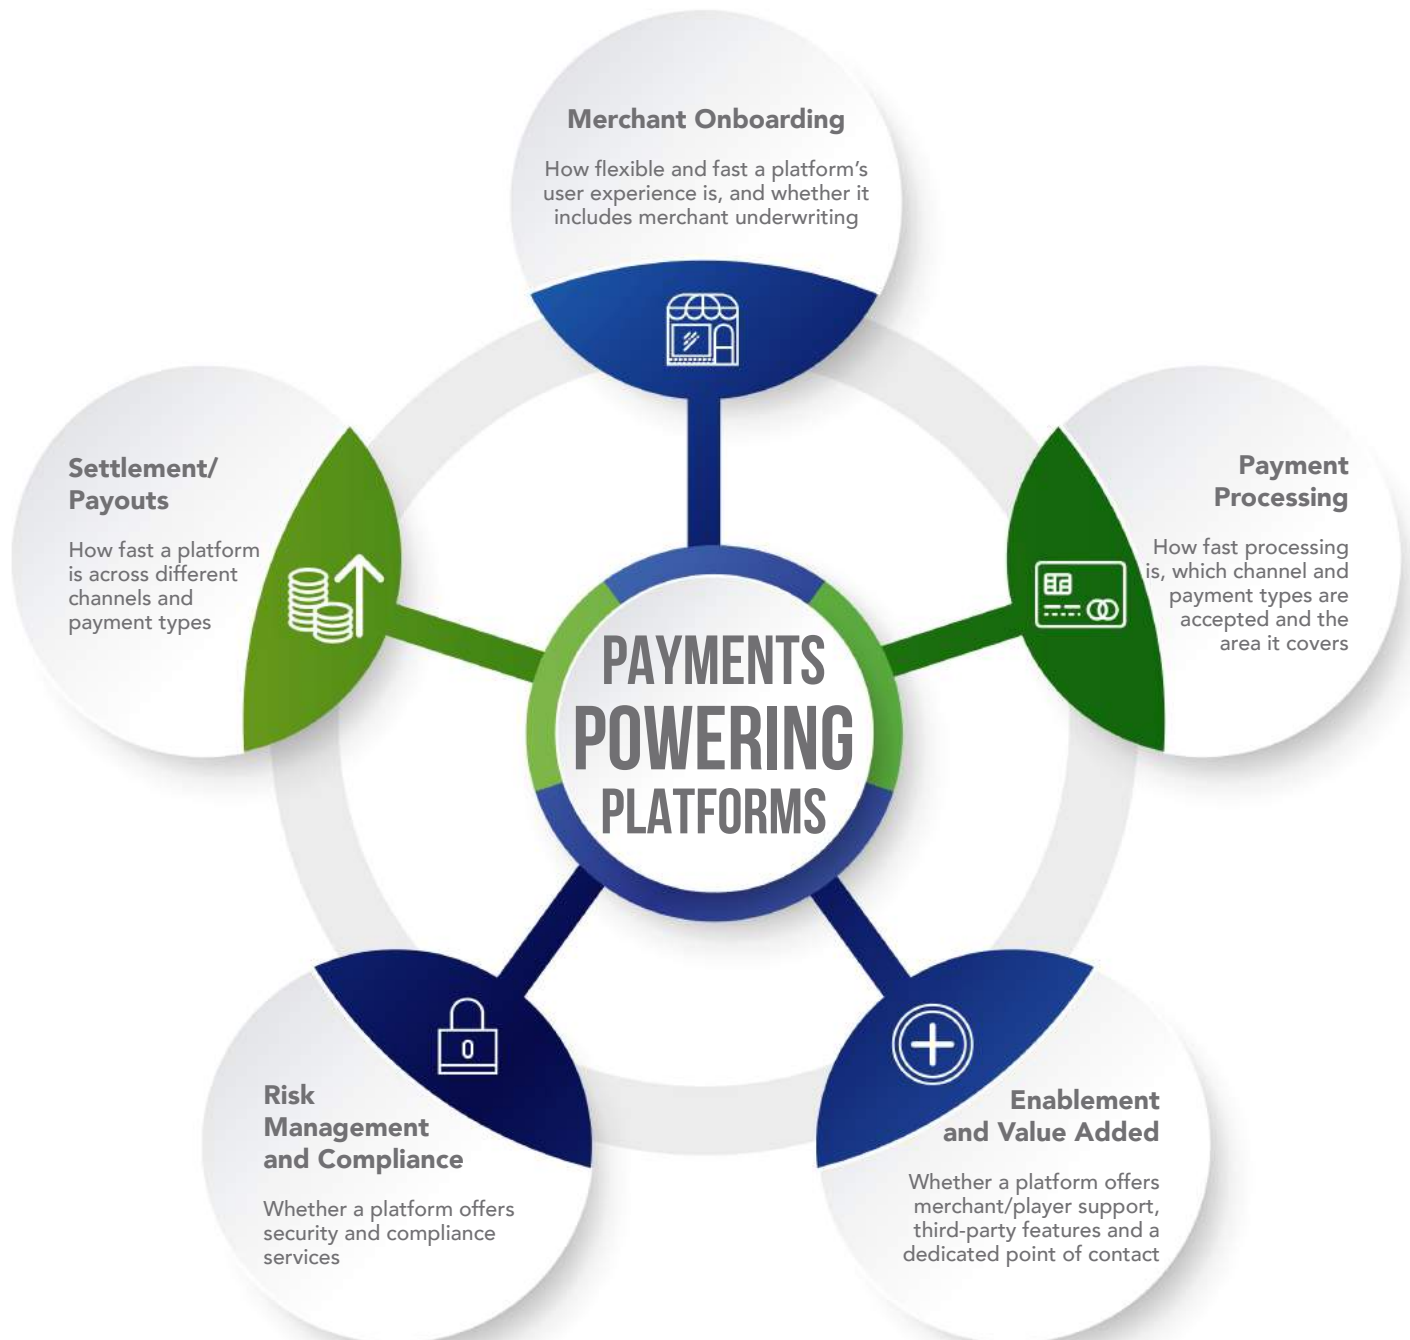 Merchant Onboarding
How flexible and fast a platform's
user experience is, and whether it
includes merchant underwriting
Settlement/
Payouts
How fast a platform
is across different
channels and
payment types
Payment
Processing
How fast processing
is, which channel and
payment types are
accepted and the
area it covers
PAYMENTS
POWERING
PLATFORMS
Risk
Management
and Compliance
Whether a platform offers
security and compliance
services
Enablement
and Value Added
Whether a platform offers
merchant/player support,
third-party features and a
dedicated point of contact